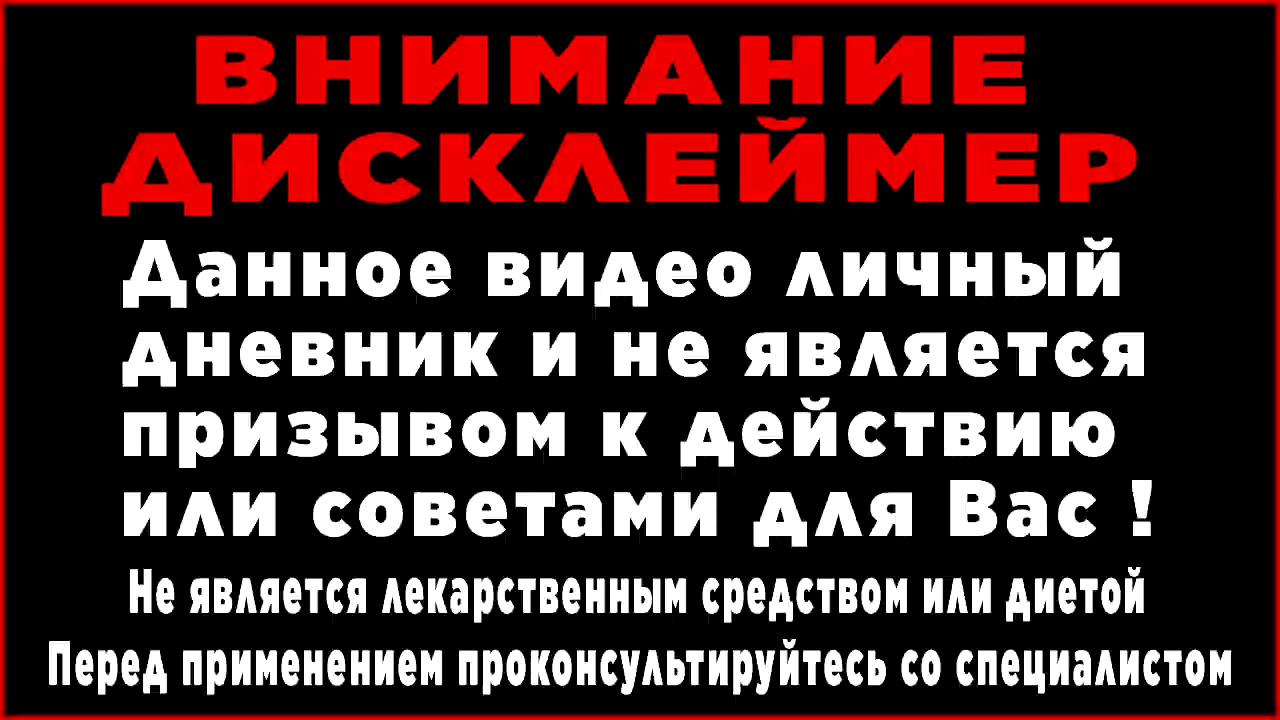 ВНИМАНИЕ
ДИСКЛЕЙМЕР
Данное видео личный
дневник и не является
призывом к действию
или советами для Вас !
Не является лекарственным средством или диетой
Перед применением проконсультируйтесь со специалистом